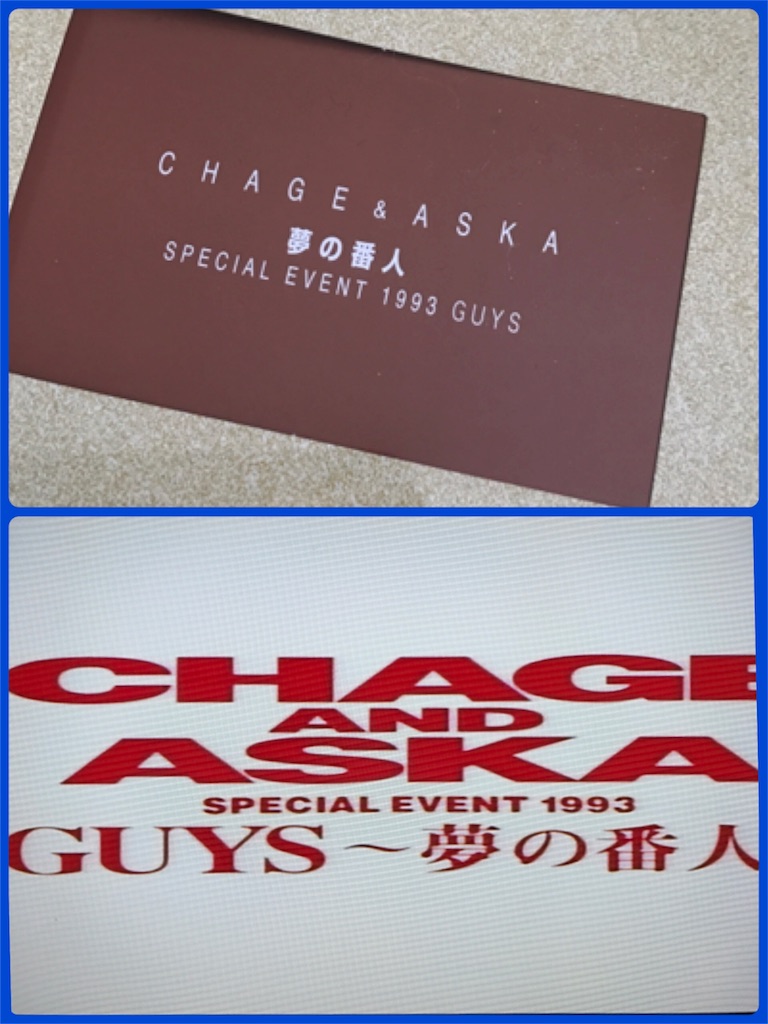 CHAGE & ASKA
夢の番人
SPECIAL EVENT 1993 GUYS
CHAGE
AND
ASKA
SPECIAL EVENT 1993
GUYS～夢の番人